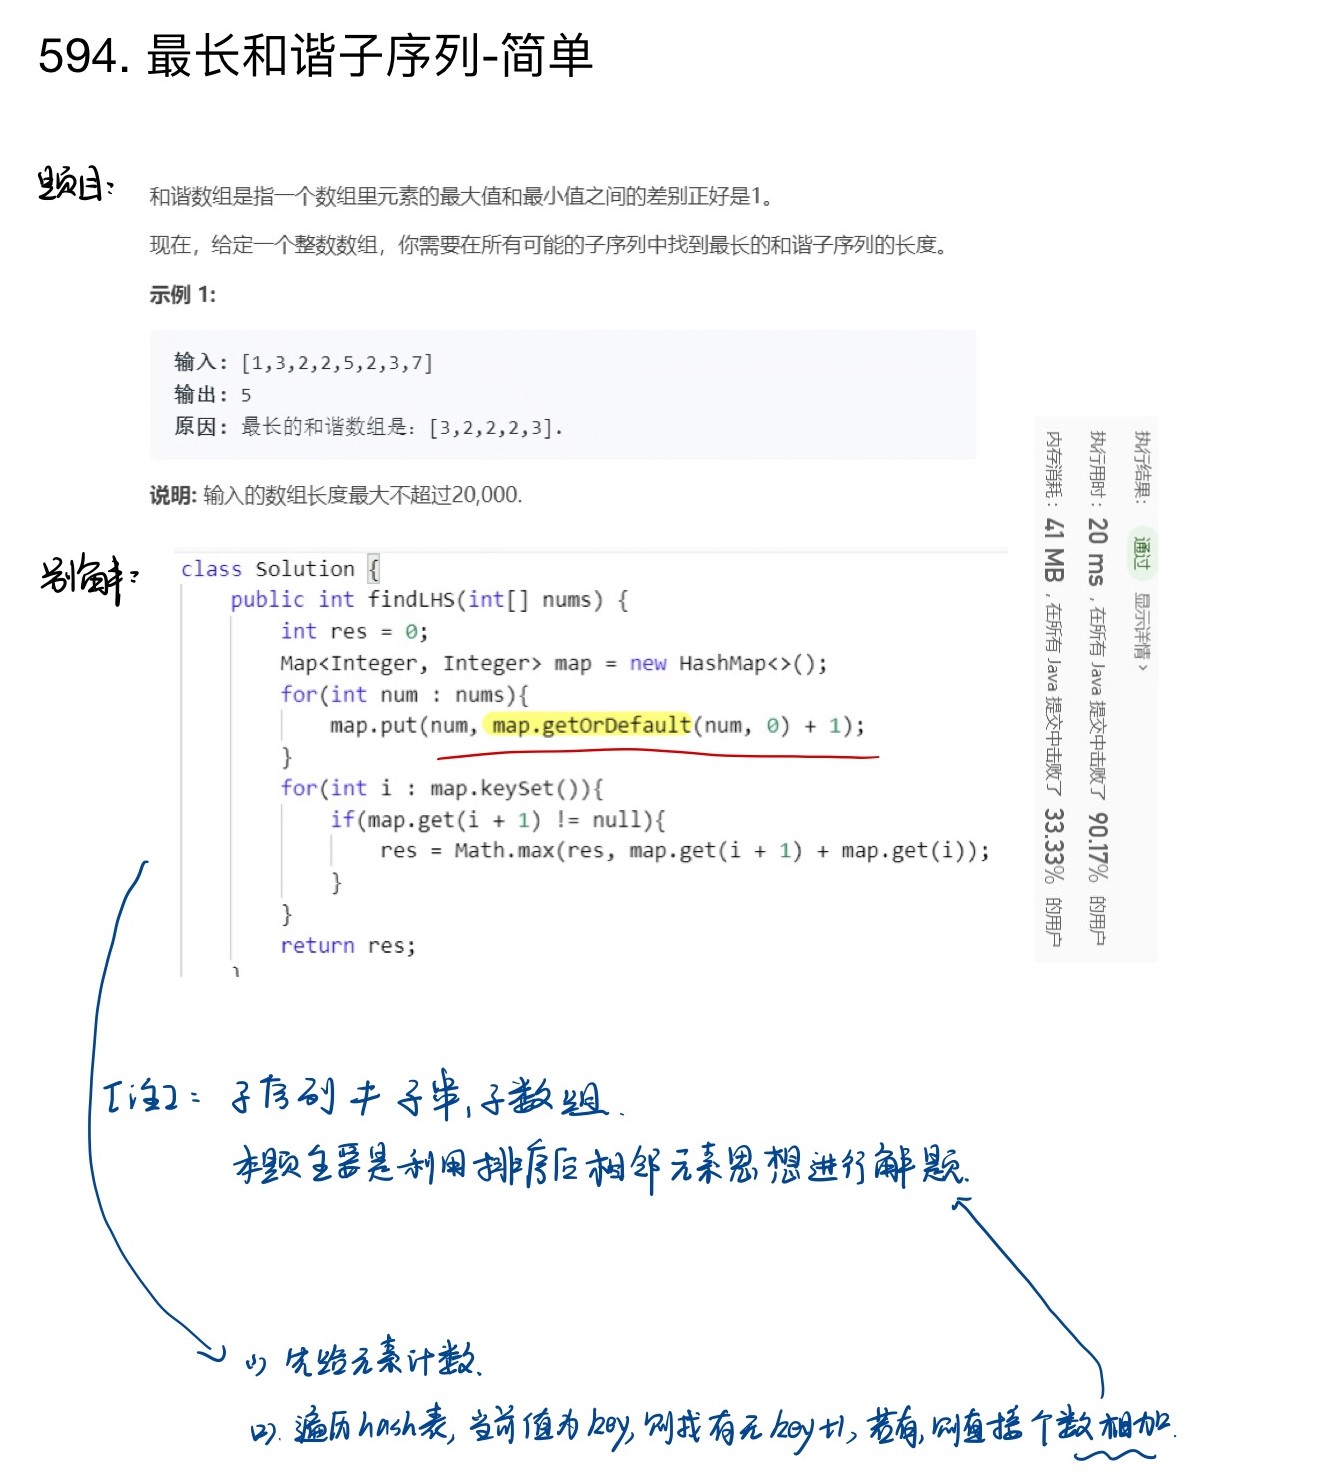 594. 最长和谐子序列-简单
题目:
和谐数组是指一个数组里元素的最大值和最小值之间的差别正好是1。
现在，给定一个整数数组，你需要在所有可能的子序列中找到最长的和谐子序列的长度。
示例 1:
输入: [1,3,2,2,5,2,3,7]
输出: 5
原因: 最长的和谐数组是: [3,2,2,2,3].
说明: 输入的数组长度最大不超过20,000.
执行结果: 通过 显示详情 >
执行用时: 20 ms , 在所有 Java 提交中击败了 90.17% 的用户
内存消耗: 41 MB , 在所有 Java 提交中击败了 33.33% 的用户
别解:
class Solution {
public int findLHS(int[] nums) {
int res = 0;
Map<Integer, Integer> map = new HashMap<>();
for(int num : nums){
map.put(num, map.getOrDefault(num, 0) + 1);
}
for(int i : map.keySet()){
if(map.get(i + 1) != null){
res = Math.max(res, map.get(i + 1) + map.get(i));
}
}
return res;
}
[注]: 子序列 ≠ 子串,子数组.
本题主要是利用排序后相邻元素思想进行解题.
(1) 先给元素计数.
(2). 遍历hash表, 当前值为key, 则找有无key+1, 若有, 则直接个数相加.